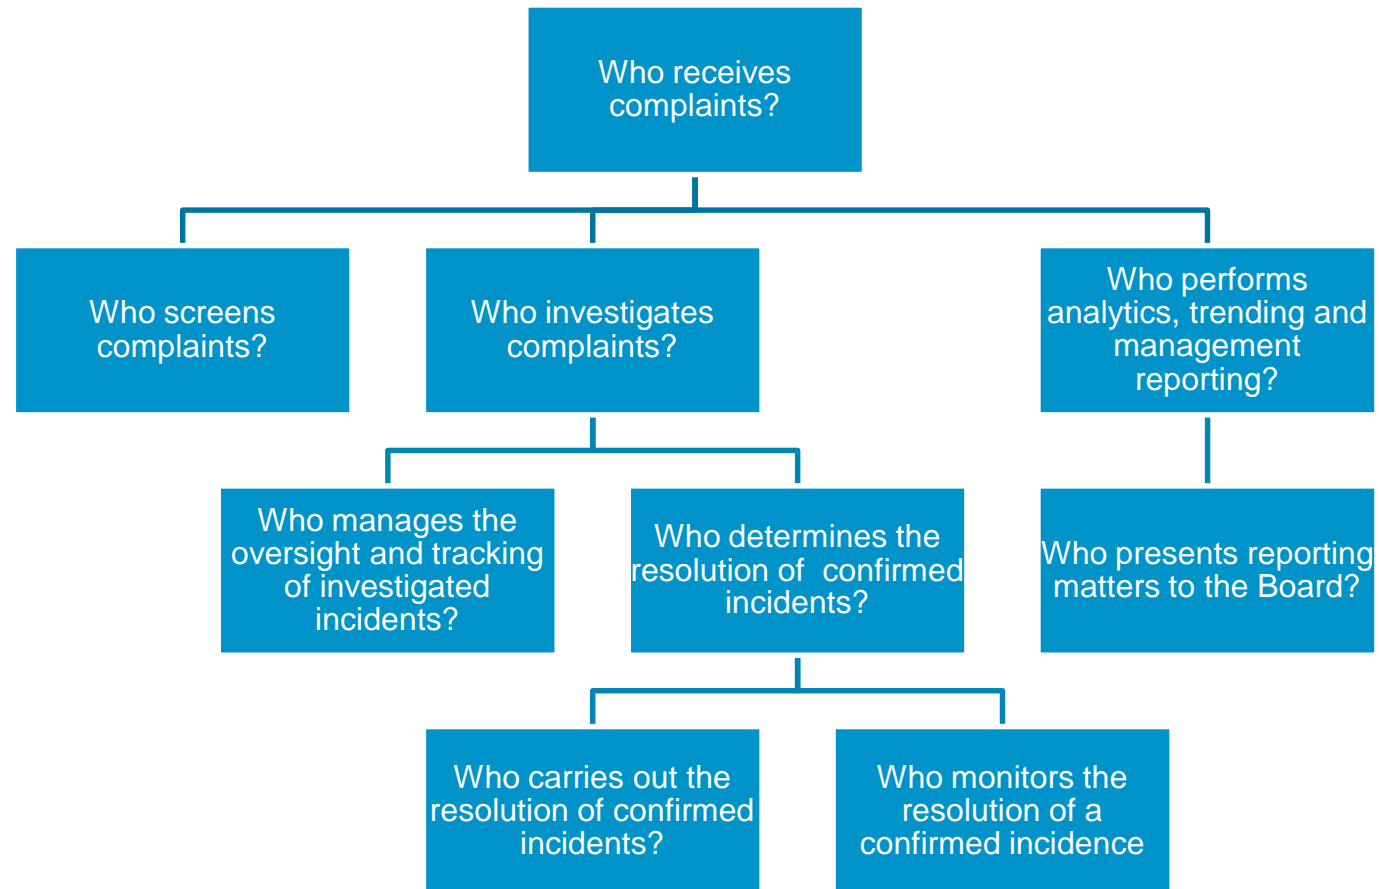 Who receives
complaints?
Who screens
complaints?
Who investigates
complaints?
Who performs
analytics, trending and
management
reporting?
Who manages the
oversight and tracking
of investigated
incidents?
Who determines the
resolution of  confirmed
incidents?
Who presents reporting
matters to the Board?
Who carries out the
resolution of confirmed
incidents?
Who monitors the
resolution of a
confirmed incidence